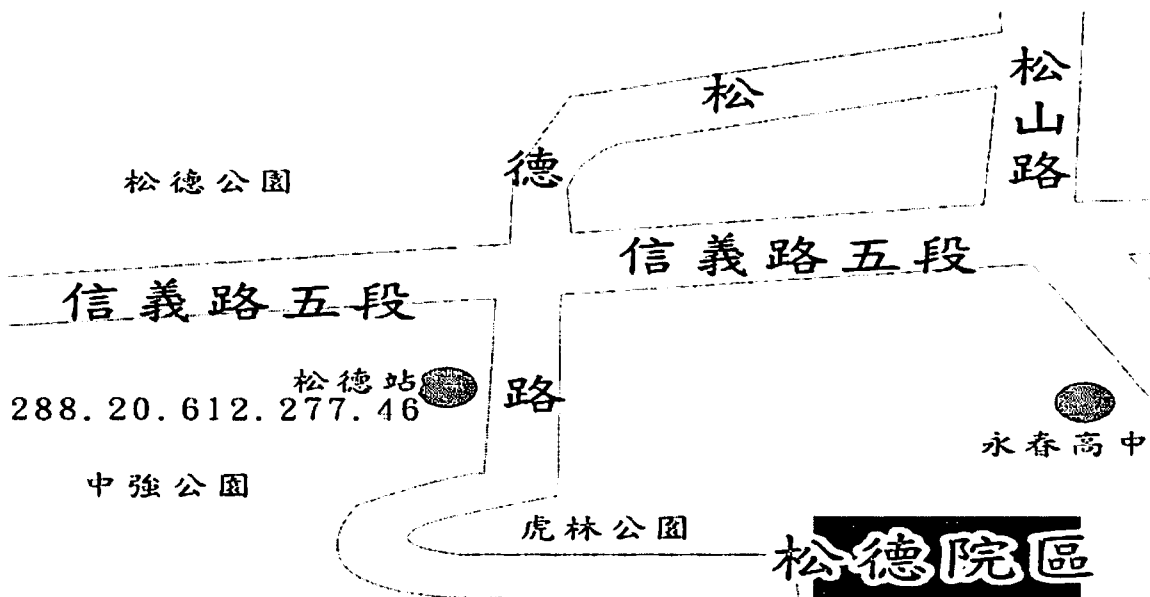 松山路
松德路
松德公園
信義路五段
信義路五段
松德站
288.20.612.277.46
永春高中
中強公園
虎林公園
松德院區